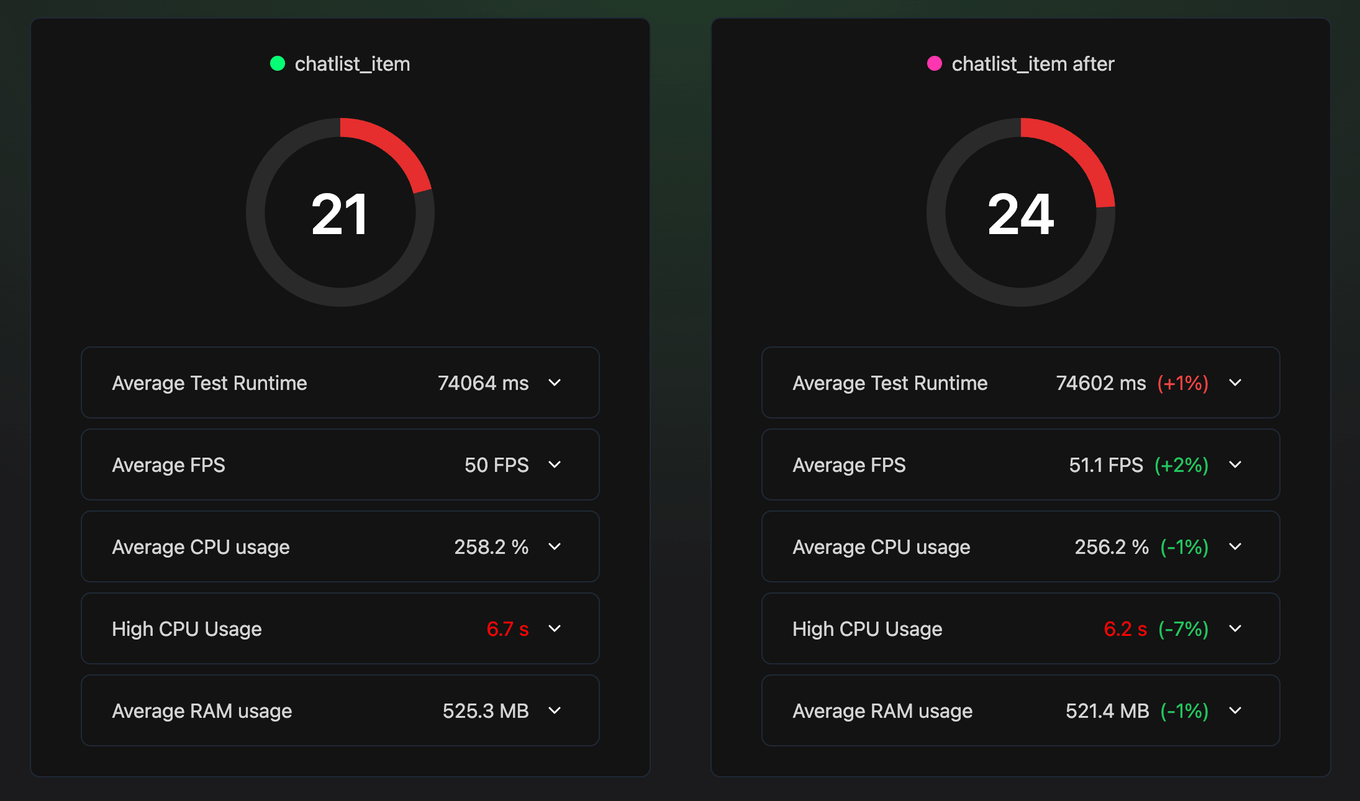 chatlist_item
21
Average Test Runtime 74064 ms
Average FPS 50 FPS
Average CPU usage 258.2 %
High CPU Usage 6.7 s
Average RAM usage 525.3 MB
chatlist_item after
24
Average Test Runtime 74602 ms (+1%)
Average FPS 51.1 FPS (+2%)
Average CPU usage 256.2 % (-1%)
High CPU Usage 6.2 s (-7%)
Average RAM usage 521.4 MB (-1%)